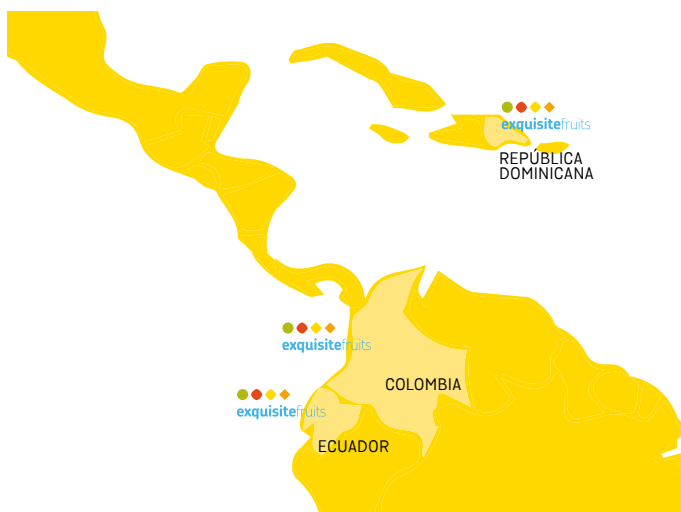 exquisitefruits
REPÚBLICA
DOMINICANA
exquisitefruits
COLOMBIA
exquisitefruits
ECUADOR